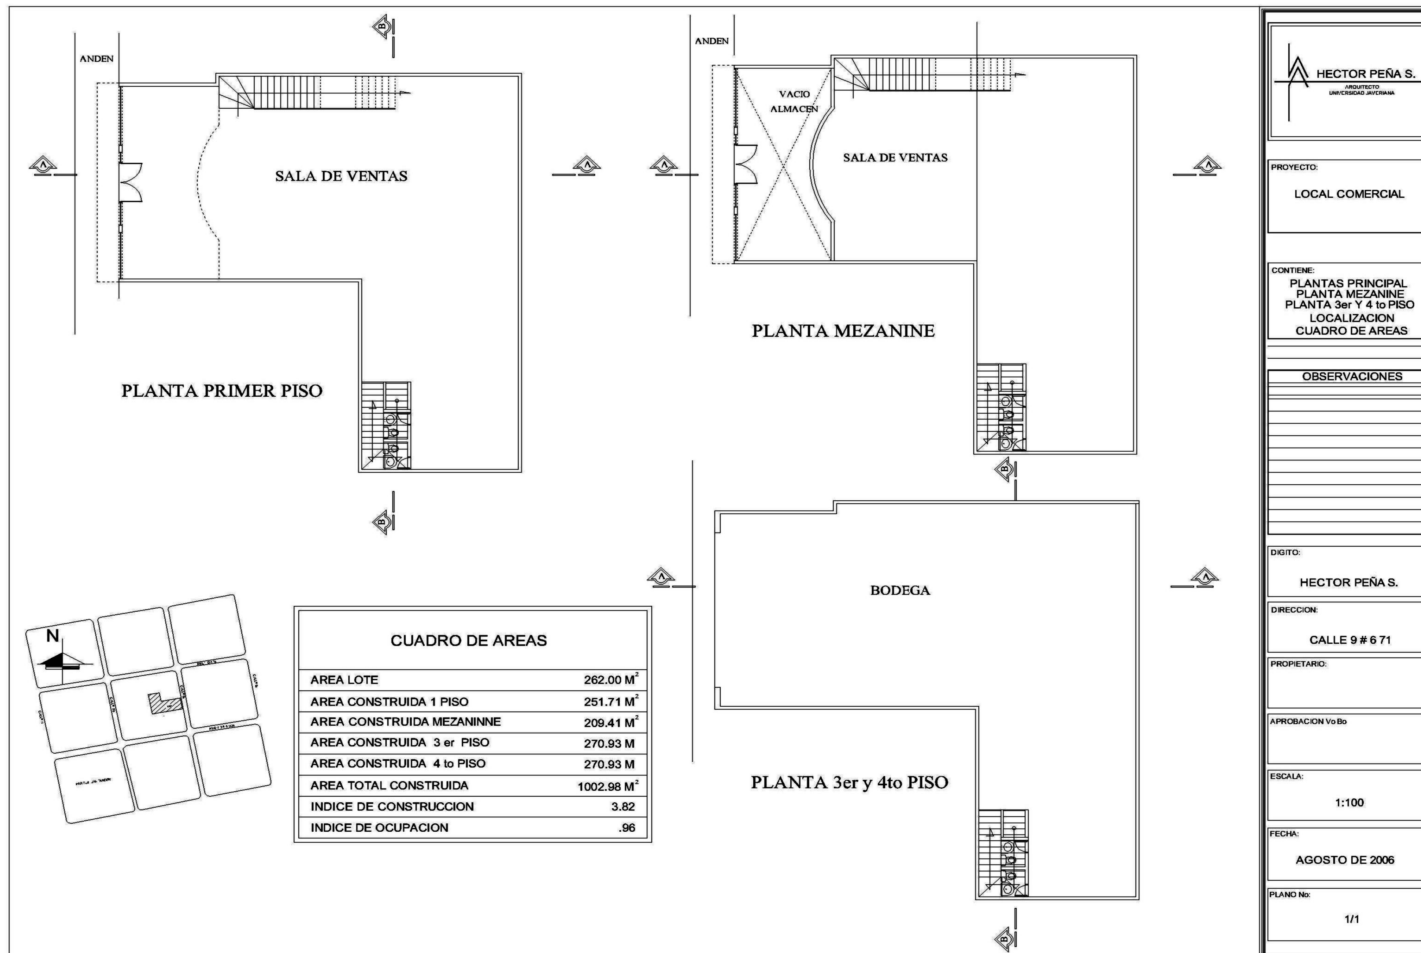 ANDEN
B
SALA DE VENTAS
A
A
PLANTA PRIMER PISO
B
ANDEN
VACIO
ALMACEN
SALA DE VENTAS
A
A
PLANTA MEZANINE
B
A
A
BODEGA
PLANTA 3er y 4to PISO
B
N
CUADRO DE AREAS
AREA LOTE 262.00 M²
AREA CONSTRUIDA 1 PISO 251.71 M²
AREA CONSTRUIDA MEZANINNE 209.41 M²
AREA CONSTRUIDA 3 er PISO 270.93 M
AREA CONSTRUIDA 4 to PISO 270.93 M
AREA TOTAL CONSTRUIDA 1002.98 M²
INDICE DE CONSTRUCCION 3.82
INDICE DE OCUPACION .96
HECTOR PEÑA S.
ARQUITECTO
UNIVERSIDAD JAVERIANA
PROYECTO:
LOCAL COMERCIAL
CONTIENE:
PLANTAS PRINCIPAL
PLANTA MEZANINE
PLANTA 3er Y 4 to PISO
LOCALIZACION
CUADRO DE AREAS
OBSERVACIONES
DIGITO:
HECTOR PEÑA S.
DIRECCION:
CALLE 9 # 6 71
PROPIETARIO:
APROBACION Vo Bo
ESCALA:
1:100
FECHA:
AGOSTO DE 2006
PLANO No:
1/1